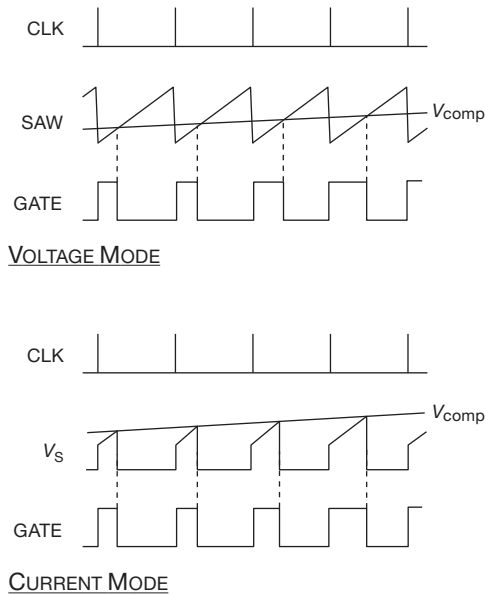 CLK
SAW
Vcomp
GATE
VOLTAGE MODE
CLK
Vcomp
VS
GATE
CURRENT MODE